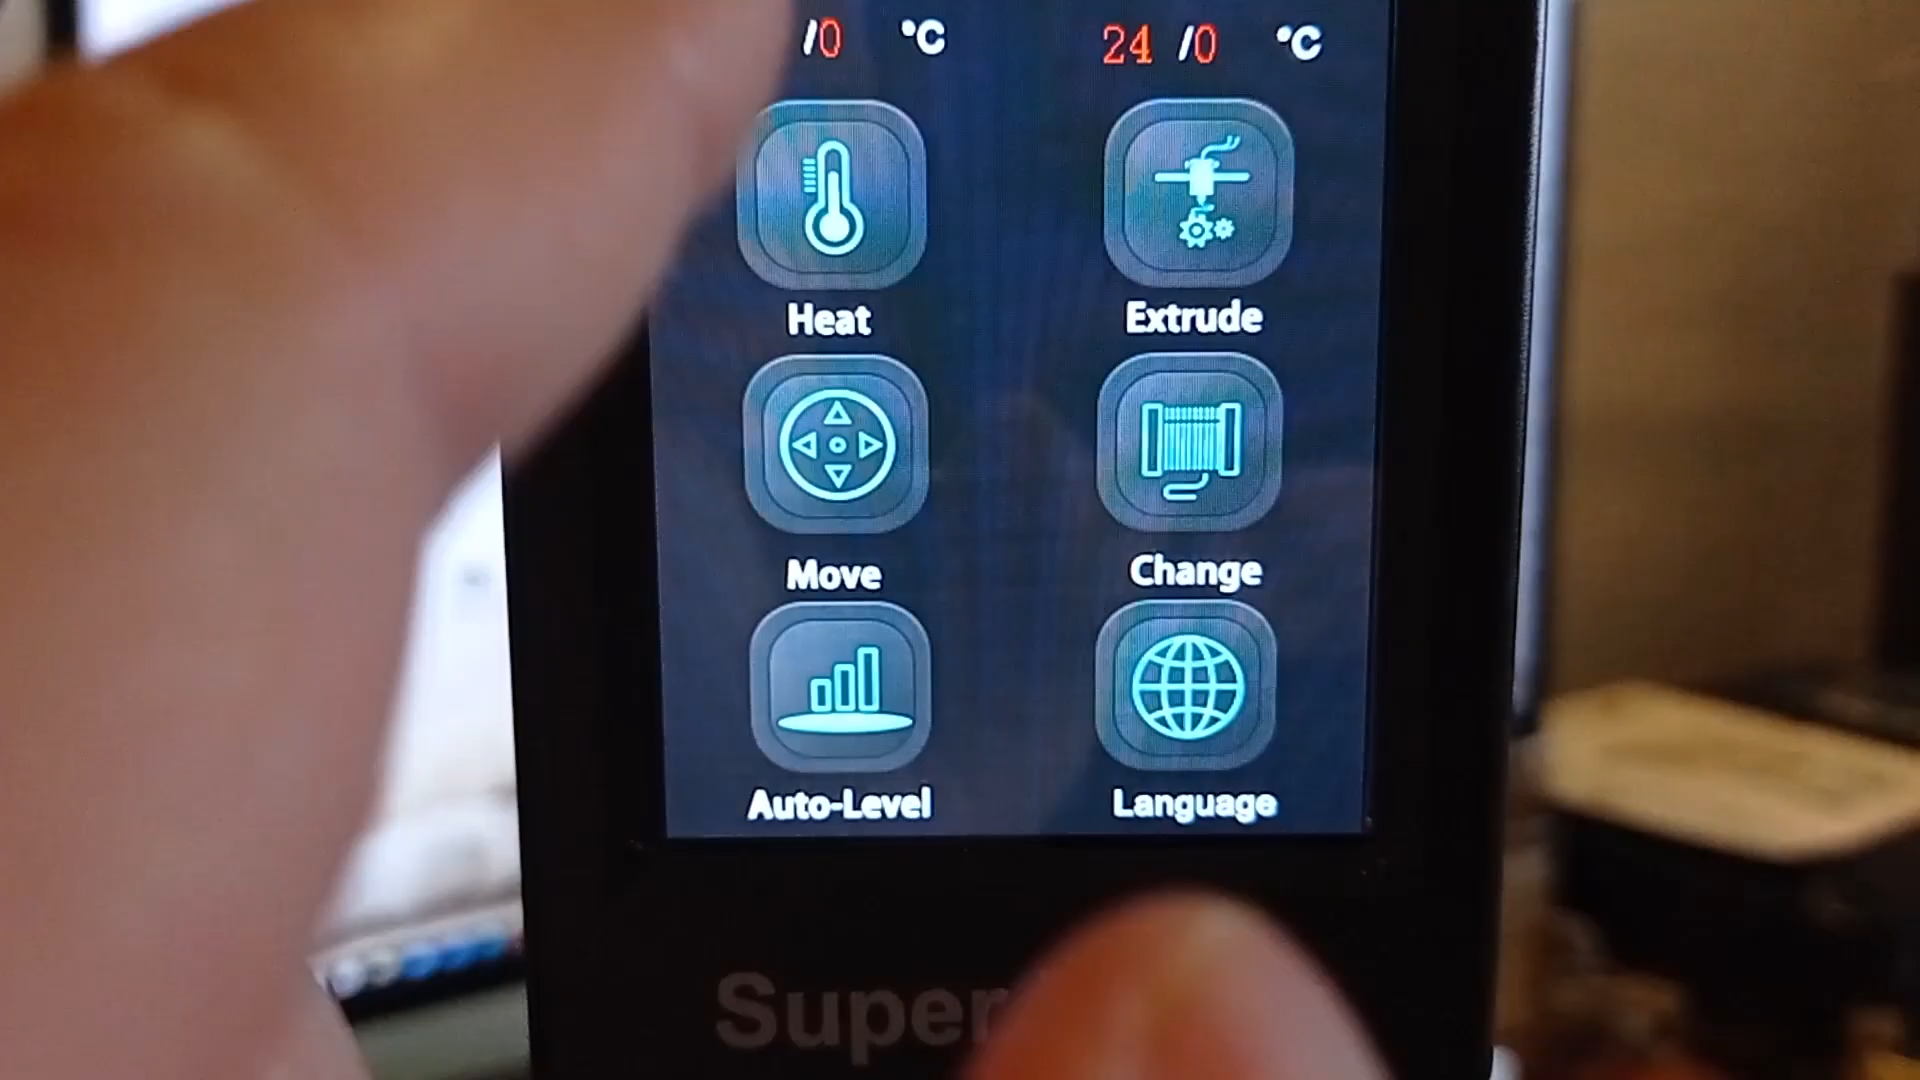 /0 °C 24 /0 °C
Heat Extrude
Move Change
Auto-Level Language
Super